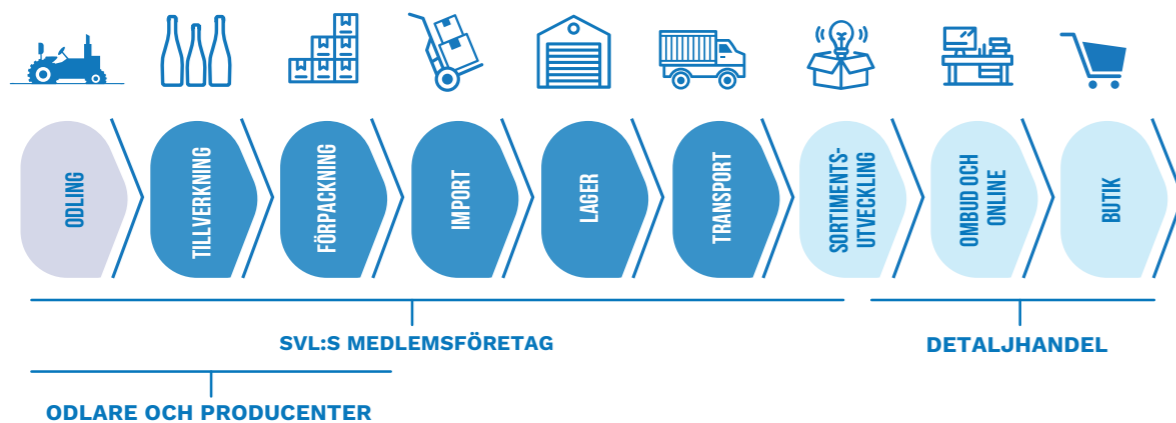 ODLING
TILLVERKNING
FÖRPACKNING
IMPORT
LAGER
TRANSPORT
SORTIMENTS-
UTVECKLING
OMBUD OCH
ONLINE
BUTIK
SVL:S MEDLEMSFÖRETAG
DETALJHANDEL
ODLARE OCH PRODUCENTER